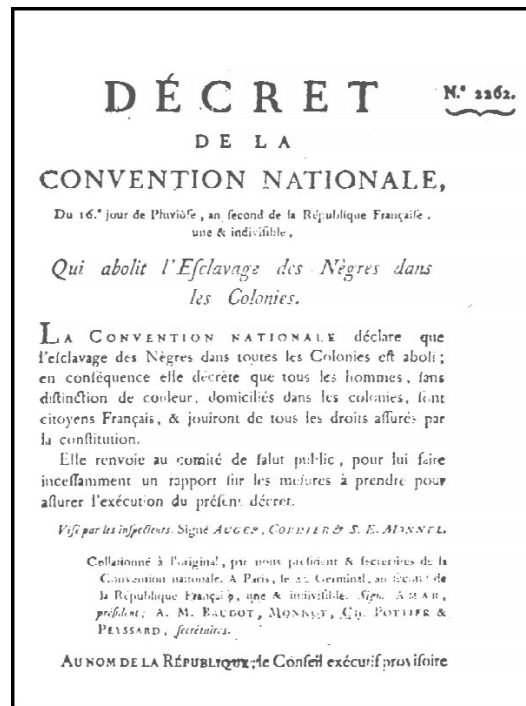 DÉCRET
N.º 2262.
DE LA
CONVENTION NATIONALE,
Du 16.e jour de Pluviôſe, an ſecond de la République Françaiſe,
une & indiviſible,
Qui abolit l'Eſclavage des Nègres dans
les Colonies.
LA CONVENTION NATIONALE déclare que
l'eſclavage des Nègres dans toutes les Colonies eſt aboli;
en conſéquence elle décrète que tous les hommes, ſans
diſtinction de couleur, domiciliés dans les colonies, ſont
citoyens Français, & jouiront de tous les droits aſſurés par
la conſtitution.
Elle renvoie au comité de ſalut public, pour lui faire
inceſſamment un rapport ſur les meſures à prendre pour
aſſurer l'exécution du préſent décret.
Viſé par les inſpecteurs. Signé AUGER, CORDIER & S. E. MONNEL.
Collationné à l'original, par nous préſident & ſecrétaires de la
Convention nationale. A Paris, le 22 Germinal, an ſecond de
la République Françaiſe, une & indiviſible. Signé AMAR,
préſident; A. M. BAUDOT, MONNOT, Ch. POTTIER &
PEYSSARD, ſecrétaires.
AU NOM DE LA RÉPUBLIQUE, le Conſeil exécutif proviſoire